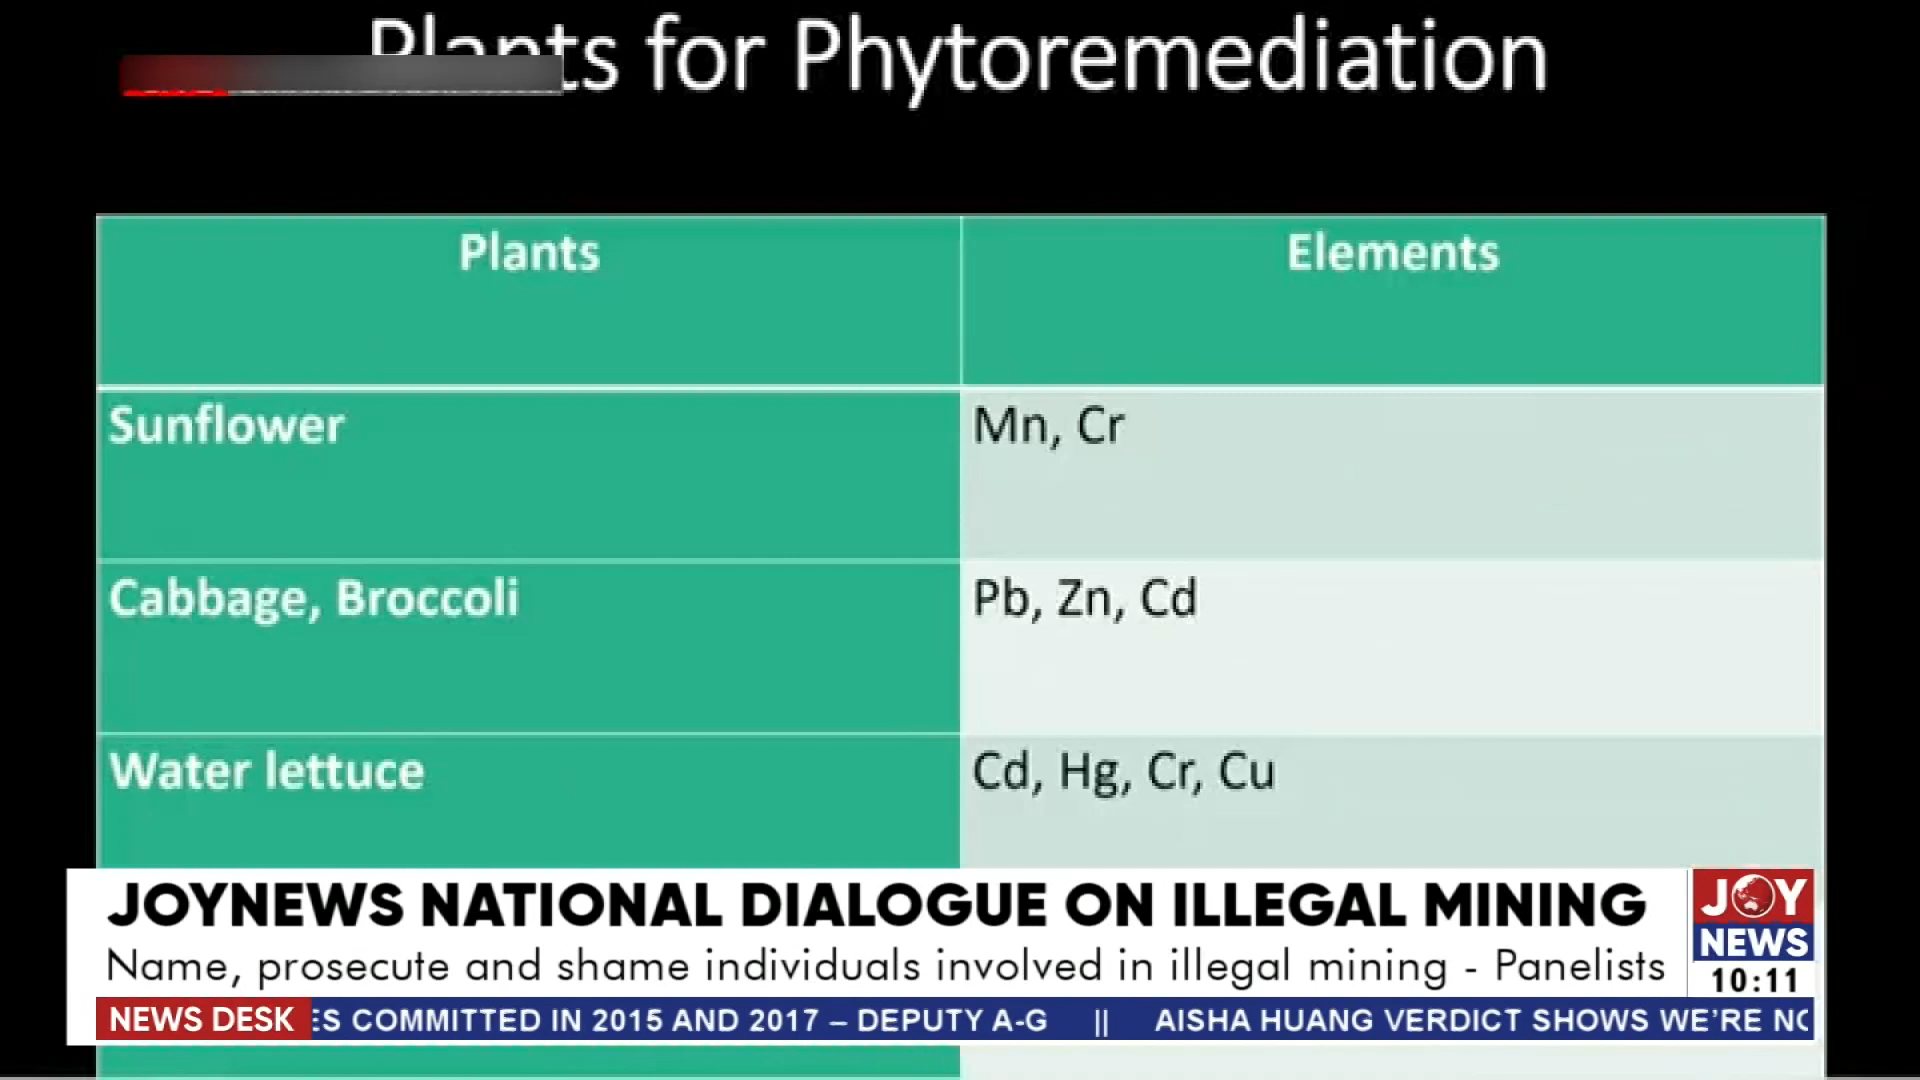 Plants for Phytoremediation
Plants
Elements
Sunflower
Mn, Cr
Cabbage, Broccoli
Pb, Zn, Cd
Water lettuce
Cd, Hg, Cr, Cu
JOYNEWS NATIONAL DIALOGUE ON ILLEGAL MINING
Name, prosecute and shame individuals involved in illegal mining - Panelists
JOY
NEWS
10:11
NEWS DESK
COMMITTED IN 2015 AND 2017 – DEPUTY A-G || AISHA HUANG VERDICT SHOWS WE'RE